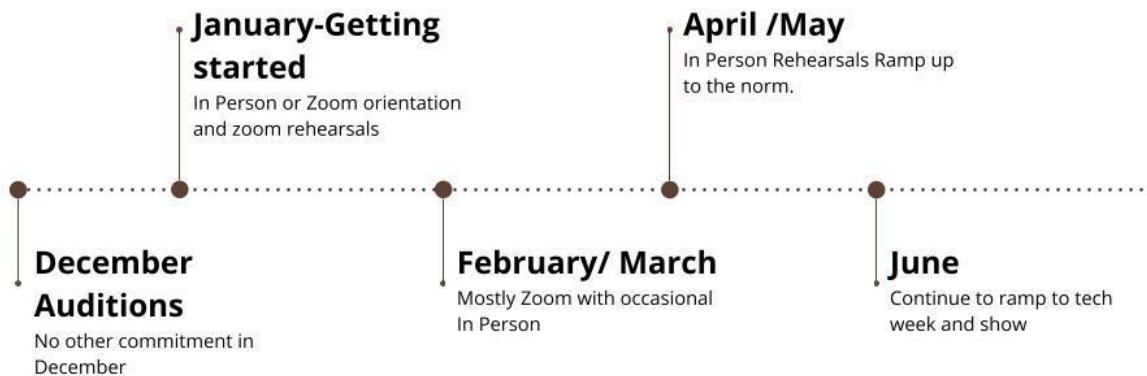 December
Auditions
No other commitment in
December
January-Getting
started
In Person or Zoom orientation
and zoom rehearsals
February/ March
Mostly Zoom with occasional
In Person
April /May
In Person Rehearsals Ramp up
to the norm.
June
Continue to ramp to tech
week and show